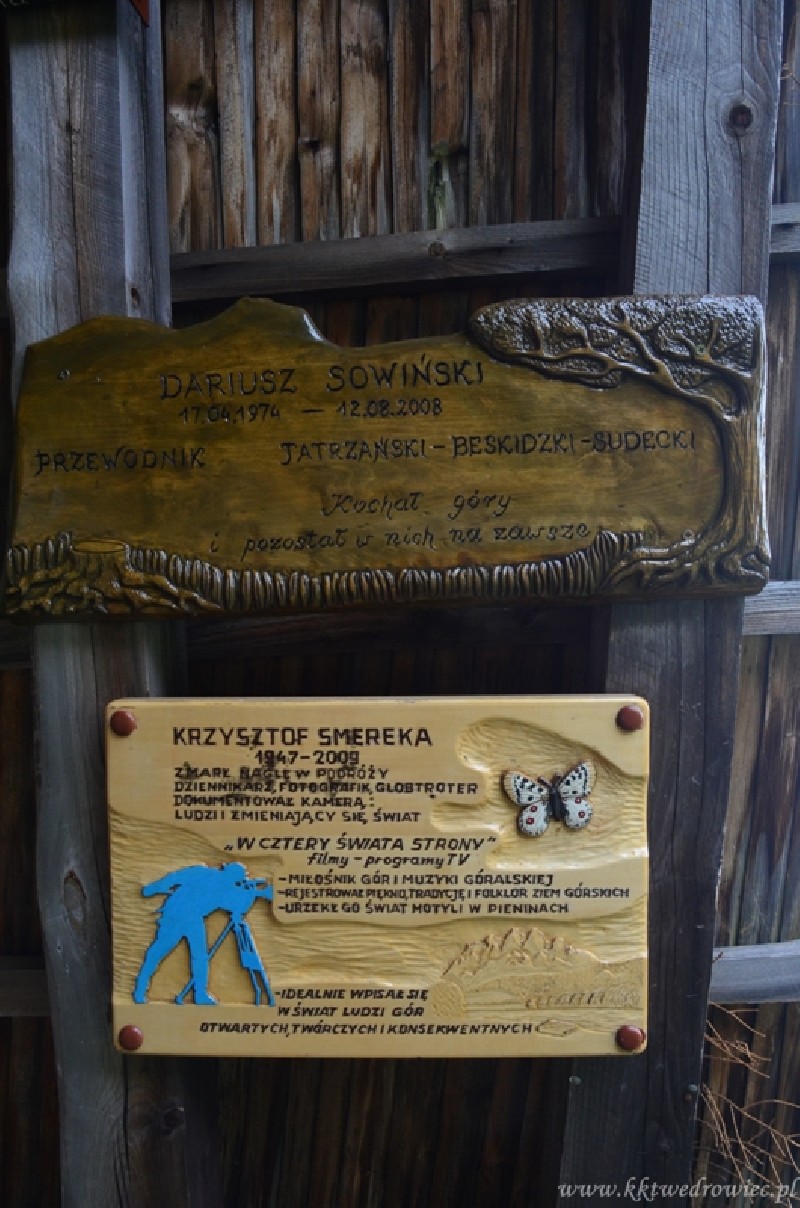 DARIUSZ SOWIŃSKI
17.04.1974 — 12.08.2008
PRZEWODNIK TATRZAŃSKI-BESKIDZKI-SUDECKI
Kochał góry
i pozostał w nich na zawsze
KRZYSZTOF SMEREKA
1947-2009
ZMARŁ NAGLE W PODRÓŻY
DZIENNIKARZ, FOTOGRAFIK, GLOBTROTER
DOKUMENTOWAŁ KAMERĄ:
LUDZI I ZMIENIAJĄCY SIĘ ŚWIAT
„W CZTERY ŚWIATA STRONY"
filmy - programy TV
-MIŁOŚNIK GÓR I MUZYKI GÓRALSKIEJ
-REJESTROWAŁ PIĘKNO, TRADYCJĘ I FOLKLOR ZIEM GÓRSKICH
-URZEKŁ GO ŚWIAT MOTYLI W PIENINACH
-IDEALNIE WPISAŁ SIĘ
W ŚWIAT LUDZI GÓR
OTWARTYCH, TWÓRCZYCH I KONSEKWENTNYCH
www.kktwedrowiec.pl